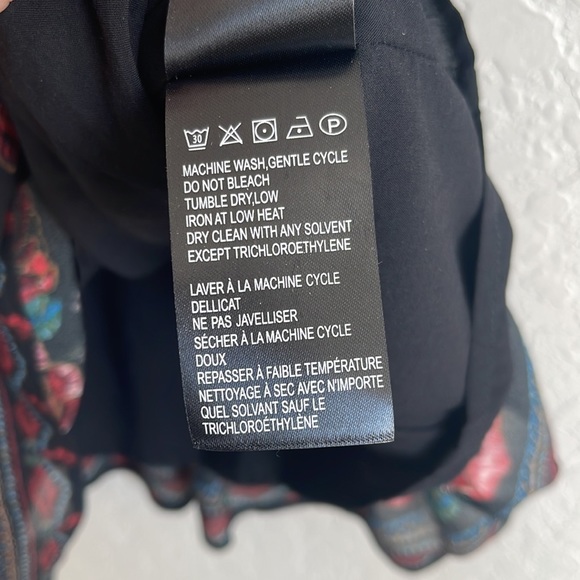 30 P
MACHINE WASH,GENTLE CYCLE
DO NOT BLEACH
TUMBLE DRY,LOW
IRON AT LOW HEAT
DRY CLEAN WITH ANY SOLVENT
EXCEPT TRICHLOROETHYLENE
LAVER À LA MACHINE CYCLE
DELLICAT
NE PAS JAVELLISER
SÉCHER À LA MACHINE CYCLE
DOUX
REPASSER À FAIBLE TEMPÉRATURE
NETTOYAGE À SEC AVEC N'IMPORTE
QUEL SOLVANT SAUF LE
TRICHLOROÉTHYLÈNE